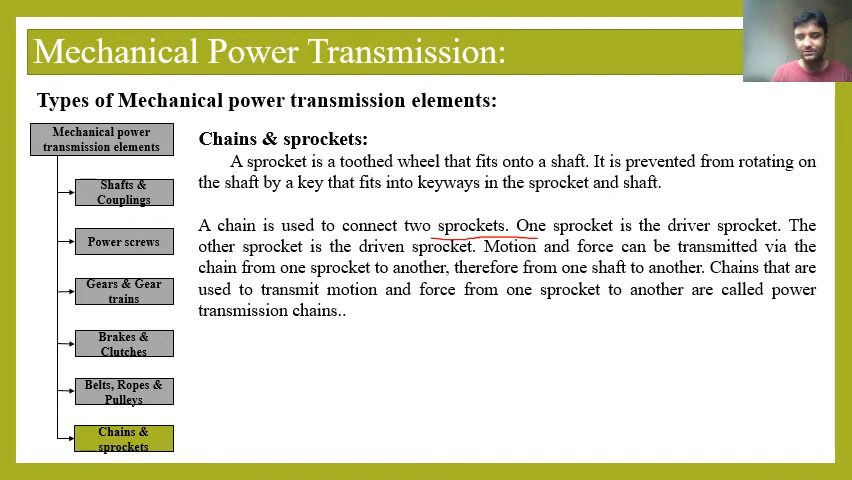 Mechanical Power Transmission:
Types of Mechanical power transmission elements:
Mechanical power
transmission elements
Shafts &
Couplings
Power screws
Gears & Gear
trains
Brakes &
Clutches
Belts, Ropes &
Pulleys
Chains &
sprockets
Chains & sprockets:
A sprocket is a toothed wheel that fits onto a shaft. It is prevented from rotating on
the shaft by a key that fits into keyways in the sprocket and shaft.
A chain is used to connect two sprockets. One sprocket is the driver sprocket. The
other sprocket is the driven sprocket. Motion and force can be transmitted via the
chain from one sprocket to another, therefore from one shaft to another. Chains that are
used to transmit motion and force from one sprocket to another are called power
transmission chains..